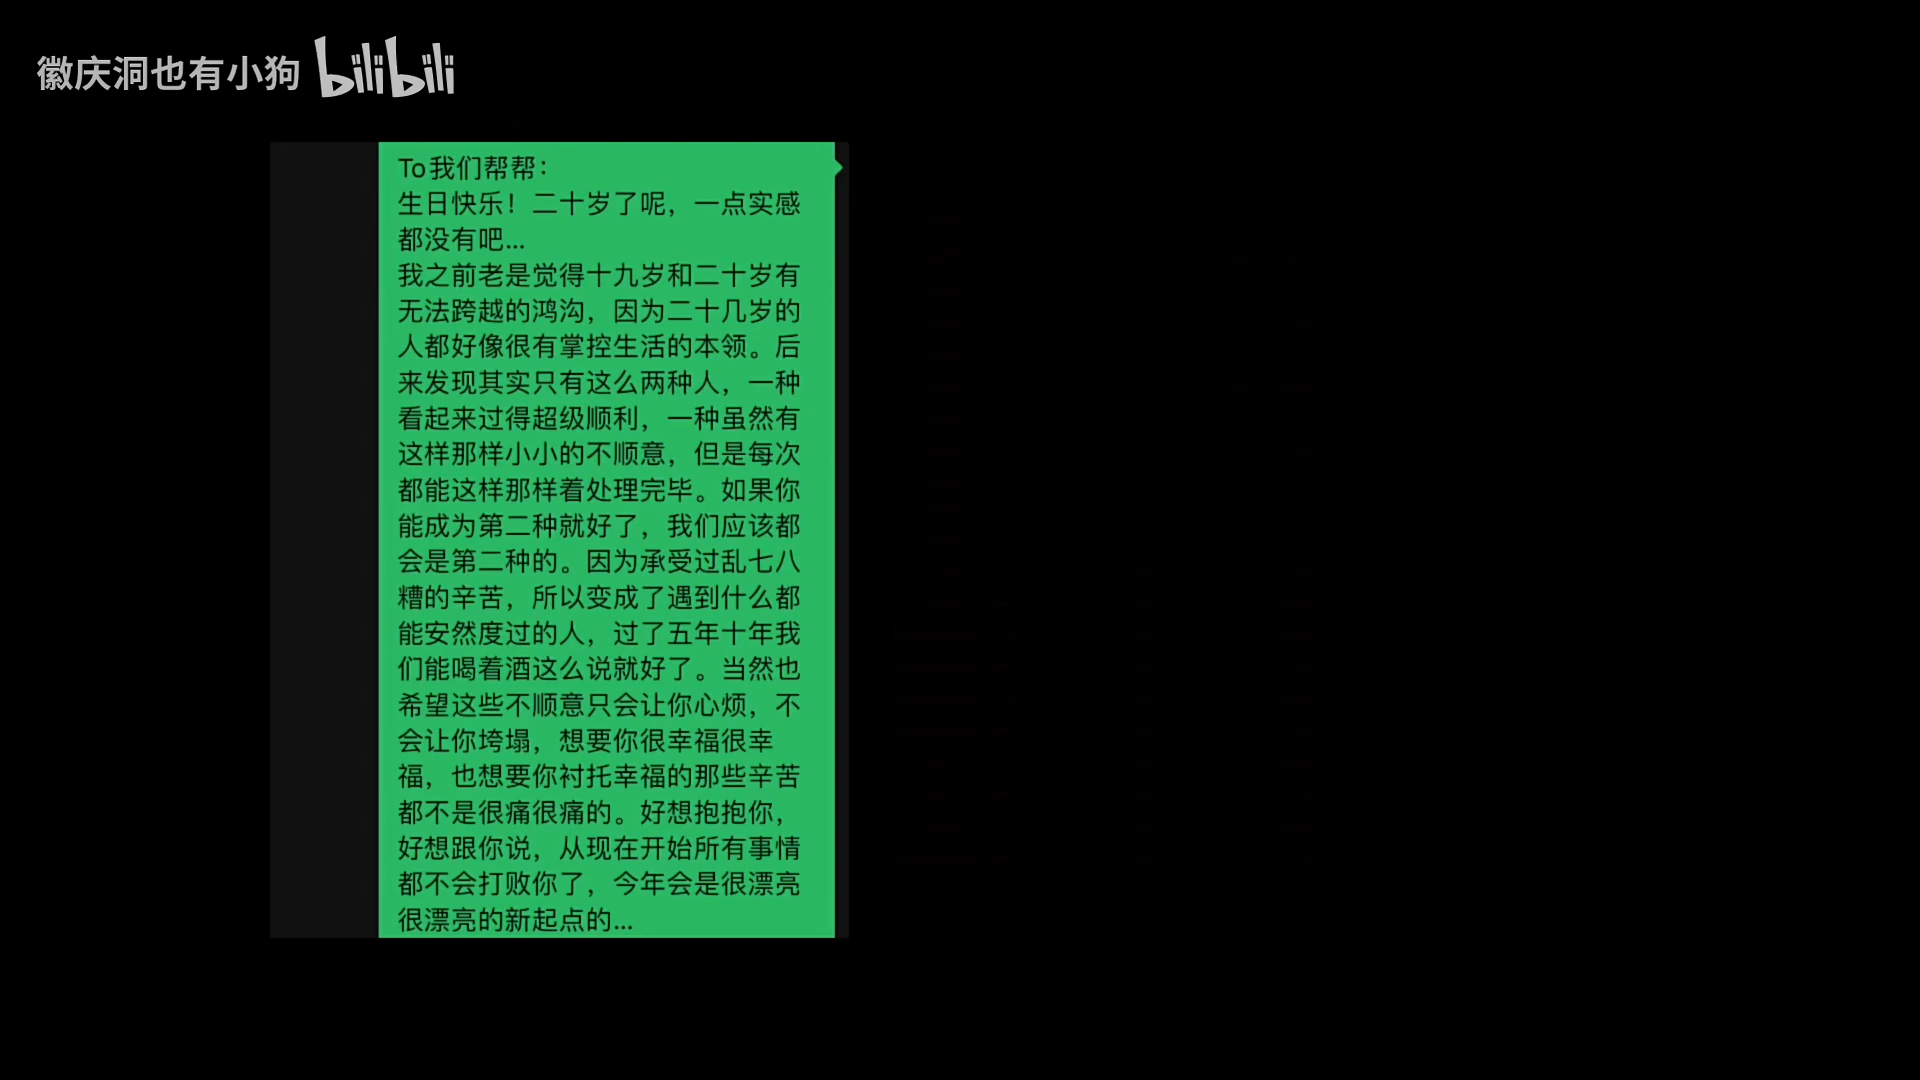 徽庆洞也有小狗 bilibili
To我们帮帮：
生日快乐！二十岁了呢，一点实感
都没有吧...
我之前老是觉得十九岁和二十岁有
无法跨越的鸿沟，因为二十几岁的
人都好像很有掌控生活的本领。后
来发现其实只有这么两种人，一种
看起来过得超级顺利，一种虽然有
这样那样小小的不顺意，但是每次
都能这样那样着处理完毕。如果你
能成为第二种就好了，我们应该都
会是第二种的。因为承受过乱七八
糟的辛苦，所以变成了遇到什么都
能安然度过的人，过了五年十年我
们能喝着酒这么说就好了。当然也
希望这些不顺意只会让你心烦，不
会让你垮塌，想要你很幸福很幸
福，也想要你衬托幸福的那些辛苦
都不是很痛很痛的。好想抱抱你，
好想跟你说，从现在开始所有事情
都不会打败你了，今年会是很漂亮
很漂亮的新起点的...